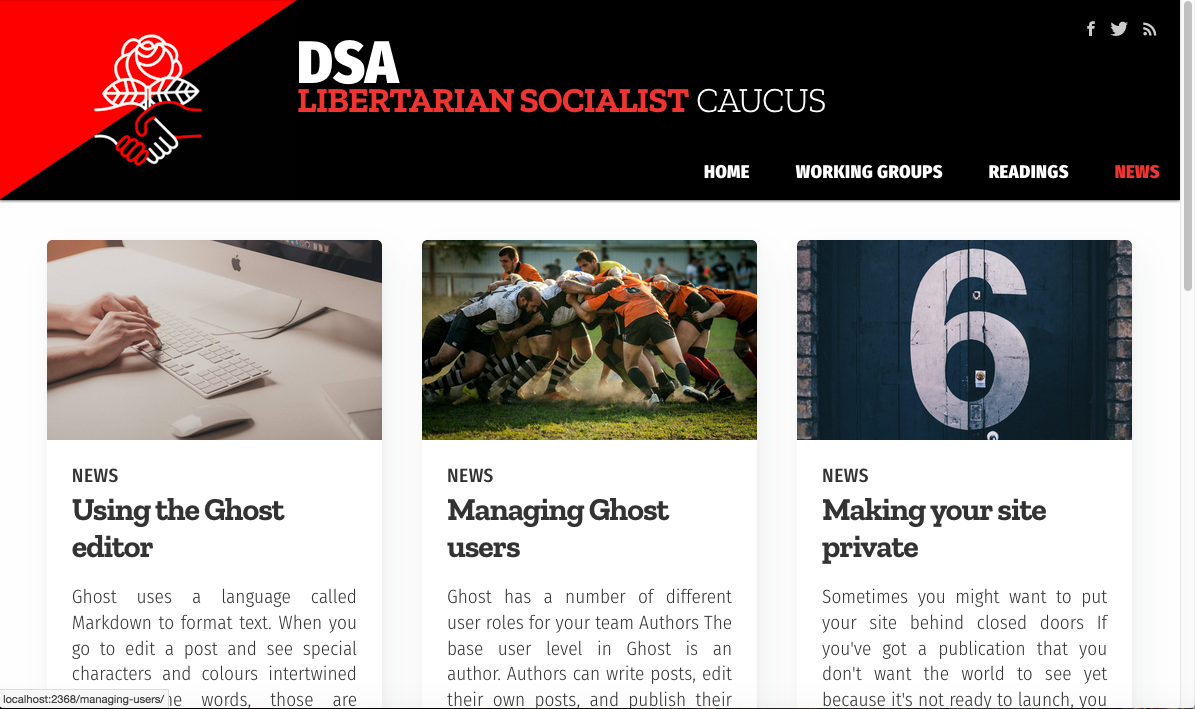 DSA
LIBERTARIAN SOCIALIST CAUCUS
HOME WORKING GROUPS READINGS NEWS
6
NEWS
Using the Ghost
editor
Ghost uses a language called
Markdown to format text. When you
go to edit a post and see special
characters and colours intertwined
words, those are
NEWS
Managing Ghost
users
Ghost has a number of different
user roles for your team Authors The
base user level in Ghost is an
author. Authors can write posts, edit
their own posts, and publish their
NEWS
Making your site
private
Sometimes you might want to put
your site behind closed doors If
you've got a publication that you
don't want the world to see yet
because it's not ready to launch, you
localhost:2368/managing-users/